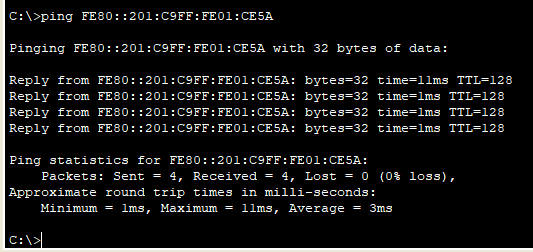 C:\>ping FE80::201:C9FF:FE01:CE5A
Pinging FE80::201:C9FF:FE01:CE5A with 32 bytes of data:
Reply from FE80::201:C9FF:FE01:CE5A: bytes=32 time=11ms TTL=128
Reply from FE80::201:C9FF:FE01:CE5A: bytes=32 time=1ms TTL=128
Reply from FE80::201:C9FF:FE01:CE5A: bytes=32 time=1ms TTL=128
Reply from FE80::201:C9FF:FE01:CE5A: bytes=32 time=1ms TTL=128
Ping statistics for FE80::201:C9FF:FE01:CE5A:
    Packets: Sent = 4, Received = 4, Lost = 0 (0% loss),
Approximate round trip times in milli-seconds:
    Minimum = 1ms, Maximum = 11ms, Average = 3ms
C:\>